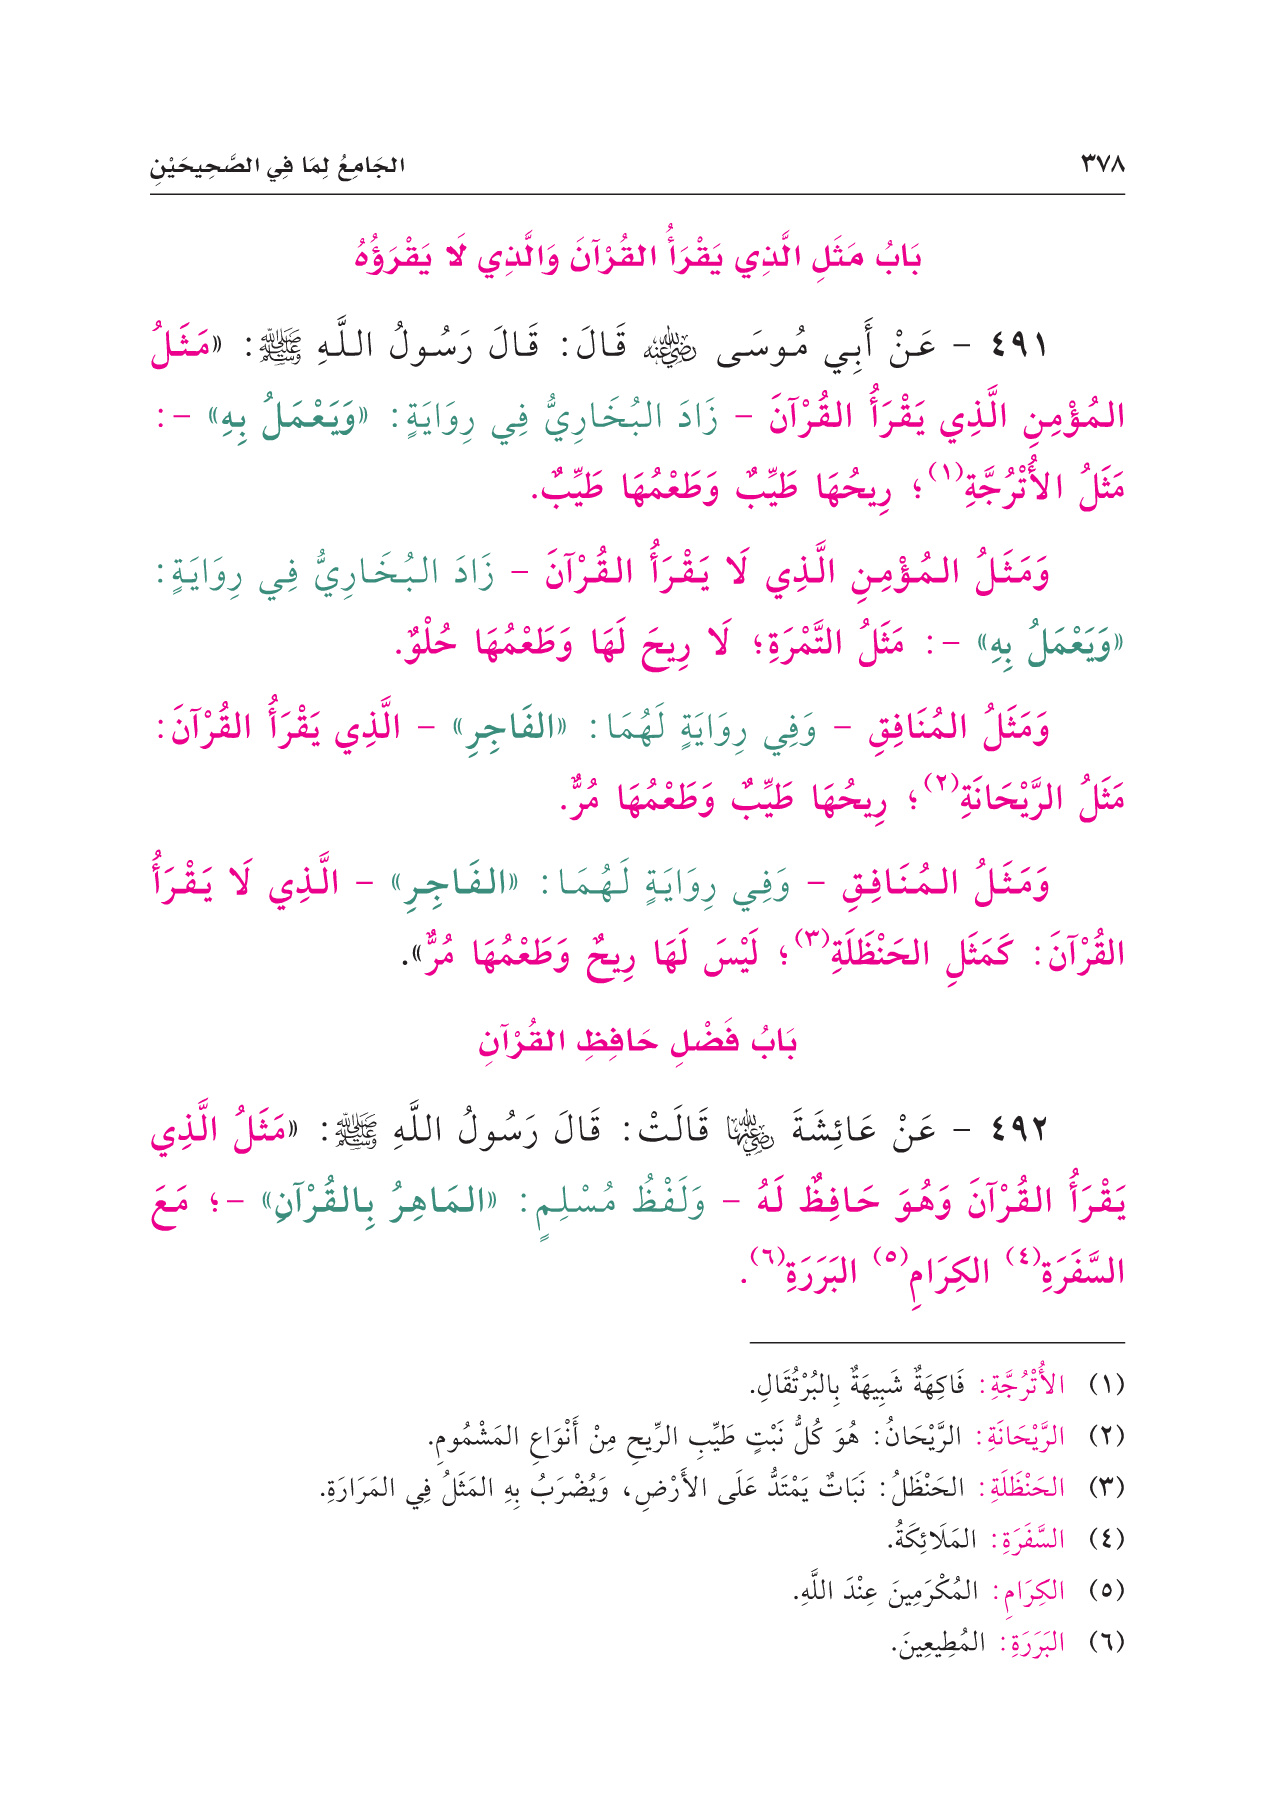 ٣٧٨ الجَامِعُ لِمَا فِي الصَّحِيحَيْنِ
بَابُ مَثَلِ الَّذِي يَقْرَأُ القُرْآنَ وَالَّذِي لَا يَقْرَؤُهُ
٤٩١ - عَنْ أَبِي مُوسَى رضي الله عنه قَالَ: قَالَ رَسُولُ اللَّهِ ﷺ: «مَثَلُ
المُؤْمِنِ الَّذِي يَقْرَأُ القُرْآنَ - زَادَ البُخَارِيُّ فِي رِوَايَةٍ: «وَيَعْمَلُ بِهِ» -:
مَثَلُ الأُتْرُجَّةِ(١)؛ رِيحُهَا طَيِّبٌ وَطَعْمُهَا طَيِّبٌ.
وَمَثَلُ المُؤْمِنِ الَّذِي لَا يَقْرَأُ القُرْآنَ - زَادَ البُخَارِيُّ فِي رِوَايَةٍ:
«وَيَعْمَلُ بِهِ» -: مَثَلُ التَّمْرَةِ؛ لَا رِيحَ لَهَا وَطَعْمُهَا حُلْوٌ.
وَمَثَلُ المُنَافِقِ - وَفِي رِوَايَةٍ لَهُمَا: «الفَاجِرِ» - الَّذِي يَقْرَأُ القُرْآنَ:
مَثَلُ الرَّيْحَانَةِ(٢)؛ رِيحُهَا طَيِّبٌ وَطَعْمُهَا مُرٌّ.
وَمَثَلُ المُنَافِقِ - وَفِي رِوَايَةٍ لَهُمَا: «الفَاجِرِ» - الَّذِي لَا يَقْرَأُ
القُرْآنَ: كَمَثَلِ الحَنْظَلَةِ(٣)؛ لَيْسَ لَهَا رِيحٌ وَطَعْمُهَا مُرٌّ».
بَابُ فَضْلِ حَافِظِ القُرْآنِ
٤٩٢ - عَنْ عَائِشَةَ رضي الله عنها قَالَتْ: قَالَ رَسُولُ اللَّهِ ﷺ: «مَثَلُ الَّذِي
يَقْرَأُ القُرْآنَ وَهُوَ حَافِظٌ لَهُ - وَلَفْظُ مُسْلِمٍ: «المَاهِرُ بِالقُرْآنِ» -؛ مَعَ
السَّفَرَةِ(٤) الكِرَامِ(٥) البَرَرَةِ(٦).
(١) الأُتْرُجَّةِ: فَاكِهَةٌ شَبِيهَةٌ بِالبُرْتُقَالِ.
(٢) الرَّيْحَانَةِ: الرَّيْحَانُ: هُوَ كُلُّ نَبْتٍ طَيِّبِ الرِّيحِ مِنْ أَنْوَاعِ المَشْمُومِ.
(٣) الحَنْظَلَةِ: الحَنْظَلُ: نَبَاتٌ يَمْتَدُّ عَلَى الأَرْضِ، وَيُضْرَبُ بِهِ المَثَلُ فِي المَرَارَةِ.
(٤) السَّفَرَةِ: المَلَائِكَةُ.
(٥) الكِرَامِ: المُكْرَمِينَ عِنْدَ اللَّهِ.
(٦) البَرَرَةِ: المُطِيعِينَ.